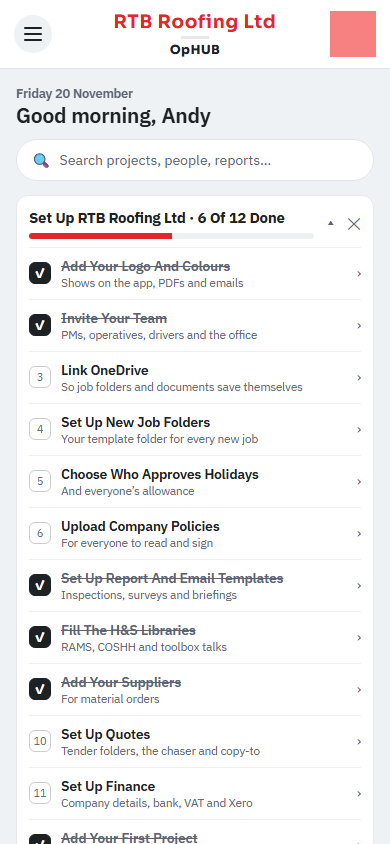 RTB Roofing Ltd
OpHUB
Friday 20 November
Good morning, Andy
Search projects, people, reports...
Set Up RTB Roofing Ltd · 6 Of 12 Done
Add Your Logo And Colours
Shows on the app, PDFs and emails
Invite Your Team
PMs, operatives, drivers and the office
3
Link OneDrive
So job folders and documents save themselves
4
Set Up New Job Folders
Your template folder for every new job
5
Choose Who Approves Holidays
And everyone's allowance
6
Upload Company Policies
For everyone to read and sign
Set Up Report And Email Templates
Inspections, surveys and briefings
Fill The H&S Libraries
RAMS, COSHH and toolbox talks
Add Your Suppliers
For material orders
10
Set Up Quotes
Tender folders, the chaser and copy-to
11
Set Up Finance
Company details, bank, VAT and Xero
Add Your First Project